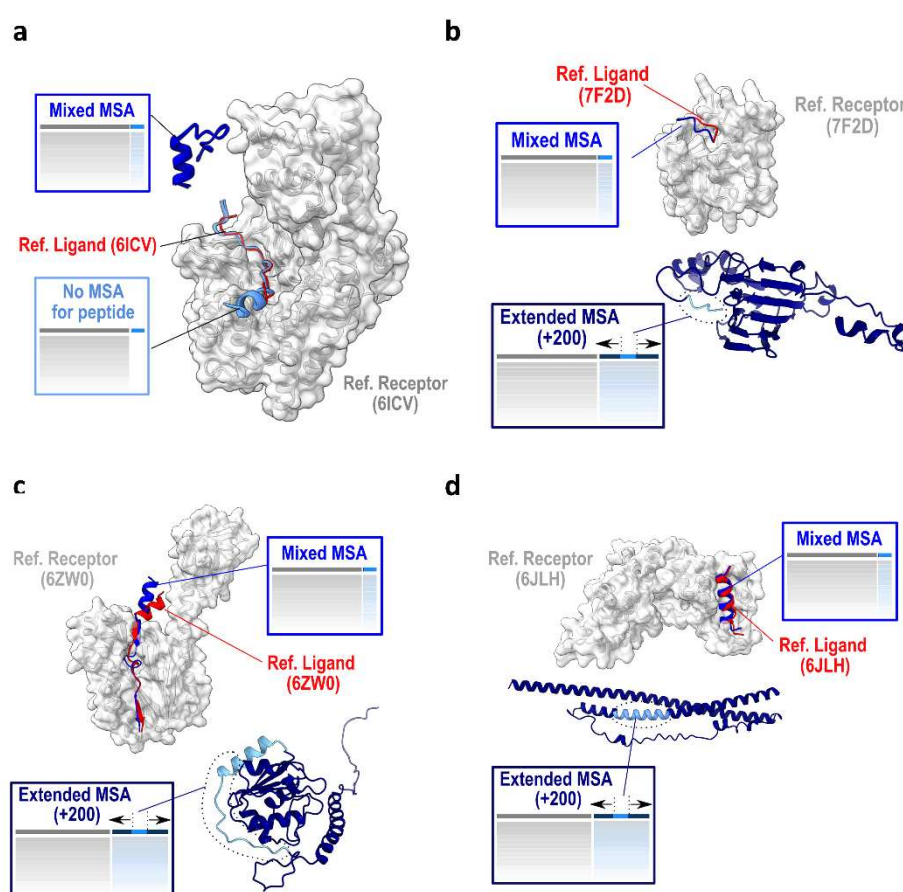 a
Mixed MSA
Ref. Ligand (6ICV)
No MSA
for peptide
Ref. Receptor
(6ICV)
b
Ref. Ligand
(7F2D)
Ref. Receptor
(7F2D)
Mixed MSA
Extended MSA
(+200)
c
Ref. Receptor
(6ZW0)
Mixed MSA
Ref. Ligand
(6ZW0)
Extended MSA
(+200)
d
Ref. Receptor
(6JLH)
Mixed MSA
Ref. Ligand
(6JLH)
Extended MSA
(+200)